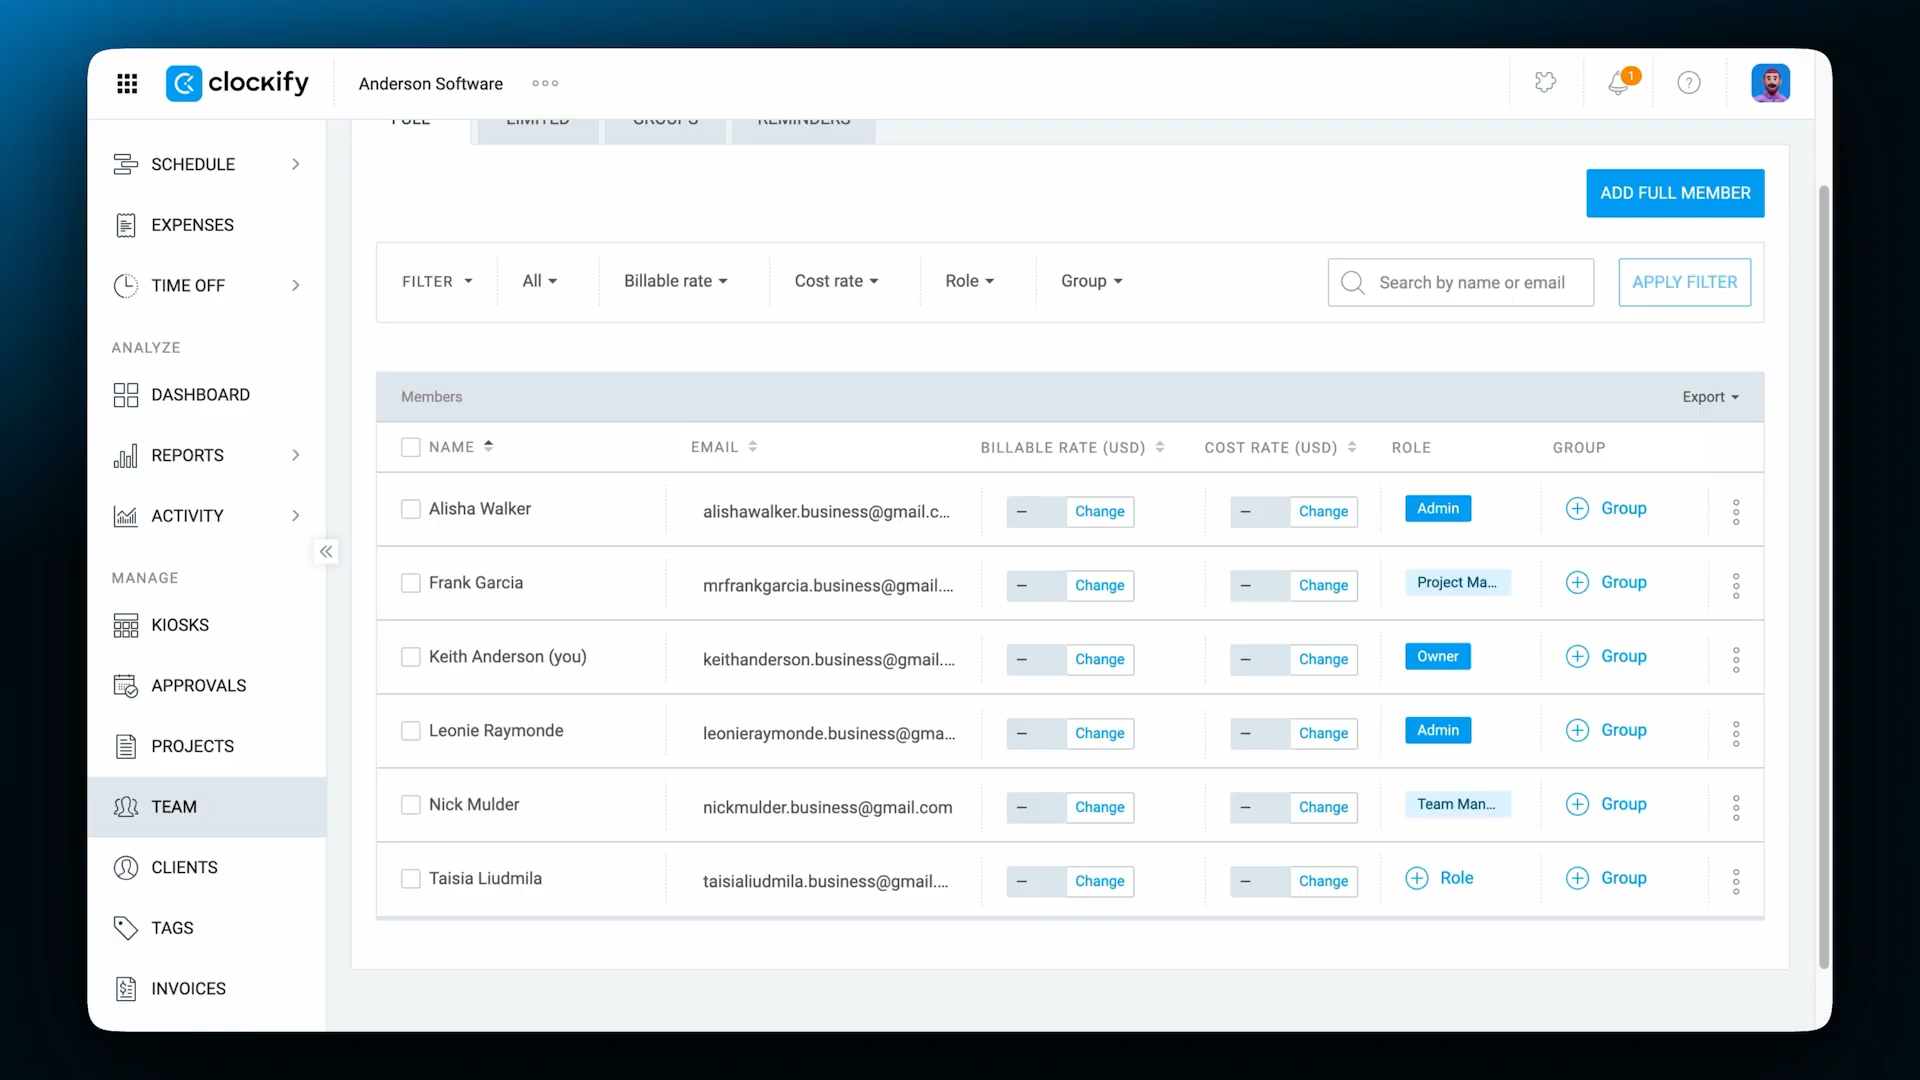 clockify
Anderson Software
1
FULL LIMITED GROUPS REMINDERS
SCHEDULE
EXPENSES
TIME OFF
ANALYZE
DASHBOARD
REPORTS
ACTIVITY
MANAGE
KIOSKS
APPROVALS
PROJECTS
TEAM
CLIENTS
TAGS
INVOICES
ADD FULL MEMBER
FILTER All Billable rate Cost rate Role Group Search by name or email APPLY FILTER
Members Export
NAME EMAIL BILLABLE RATE (USD) COST RATE (USD) ROLE GROUP
Alisha Walker alishawalker.business@gmail.c... – Change – Change Admin Group
Frank Garcia mrfrankgarcia.business@gmail.... – Change – Change Project Ma... Group
Keith Anderson (you) keithanderson.business@gmail.... – Change – Change Owner Group
Leonie Raymonde leonieraymonde.business@gma... – Change – Change Admin Group
Nick Mulder nickmulder.business@gmail.com – Change – Change Team Man... Group
Taisia Liudmila taisialiudmila.business@gmail.... – Change – Change Role Group